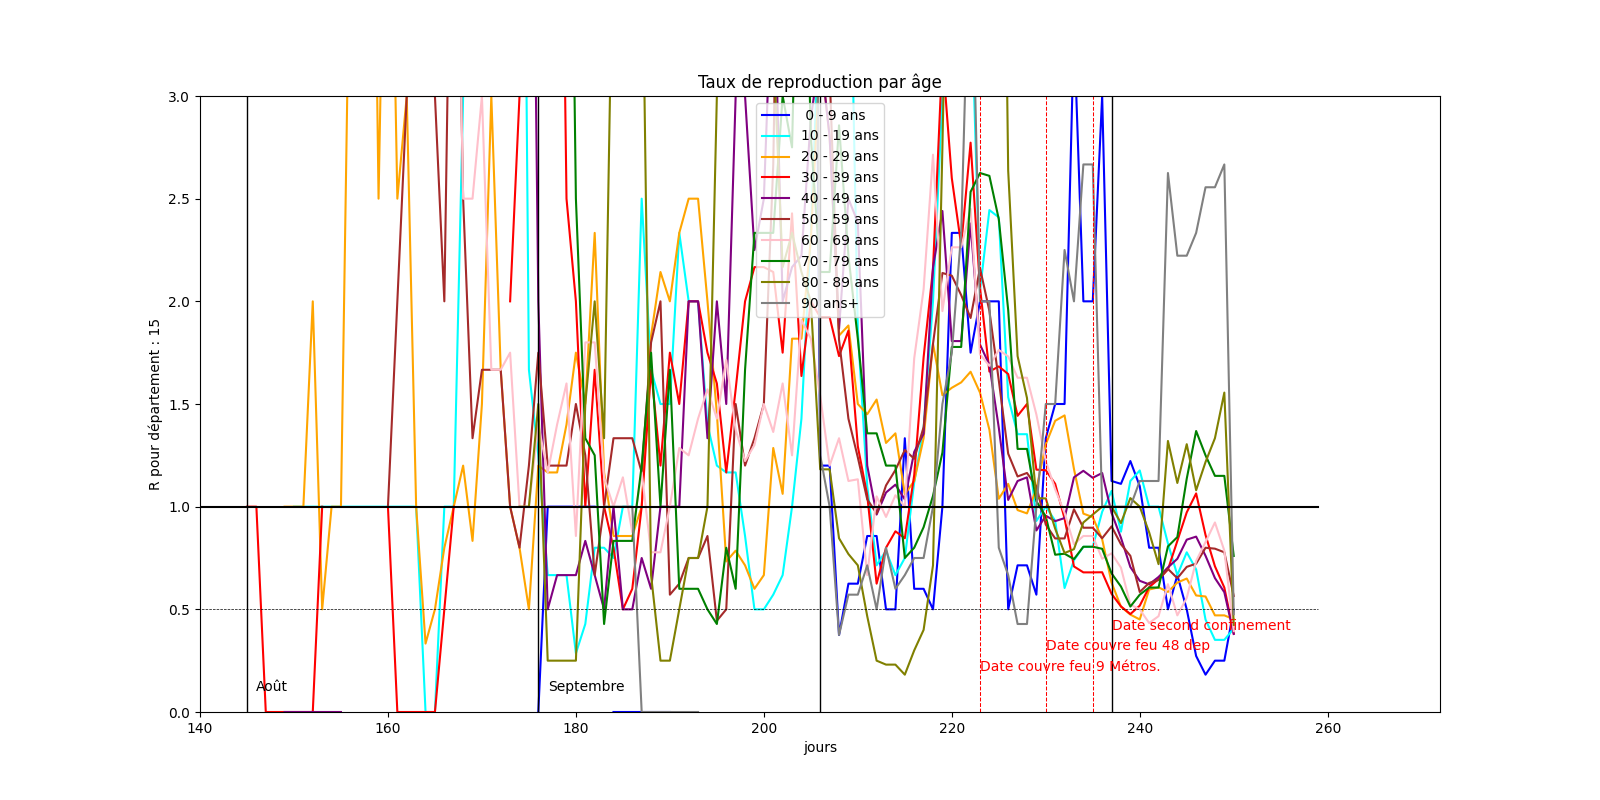 Taux de reproduction par âge
R pour département : 15
3.0
2.5
2.0
1.5
1.0
0.5
0.0
0 - 9 ans
10 - 19 ans
20 - 29 ans
30 - 39 ans
40 - 49 ans
50 - 59 ans
60 - 69 ans
70 - 79 ans
80 - 89 ans
90 ans+
Date second confinement
Date couvre feu 48 dep
Date couvre feu 9 Métros.
Août
Septembre
140
160
180
200
220
240
260
jours